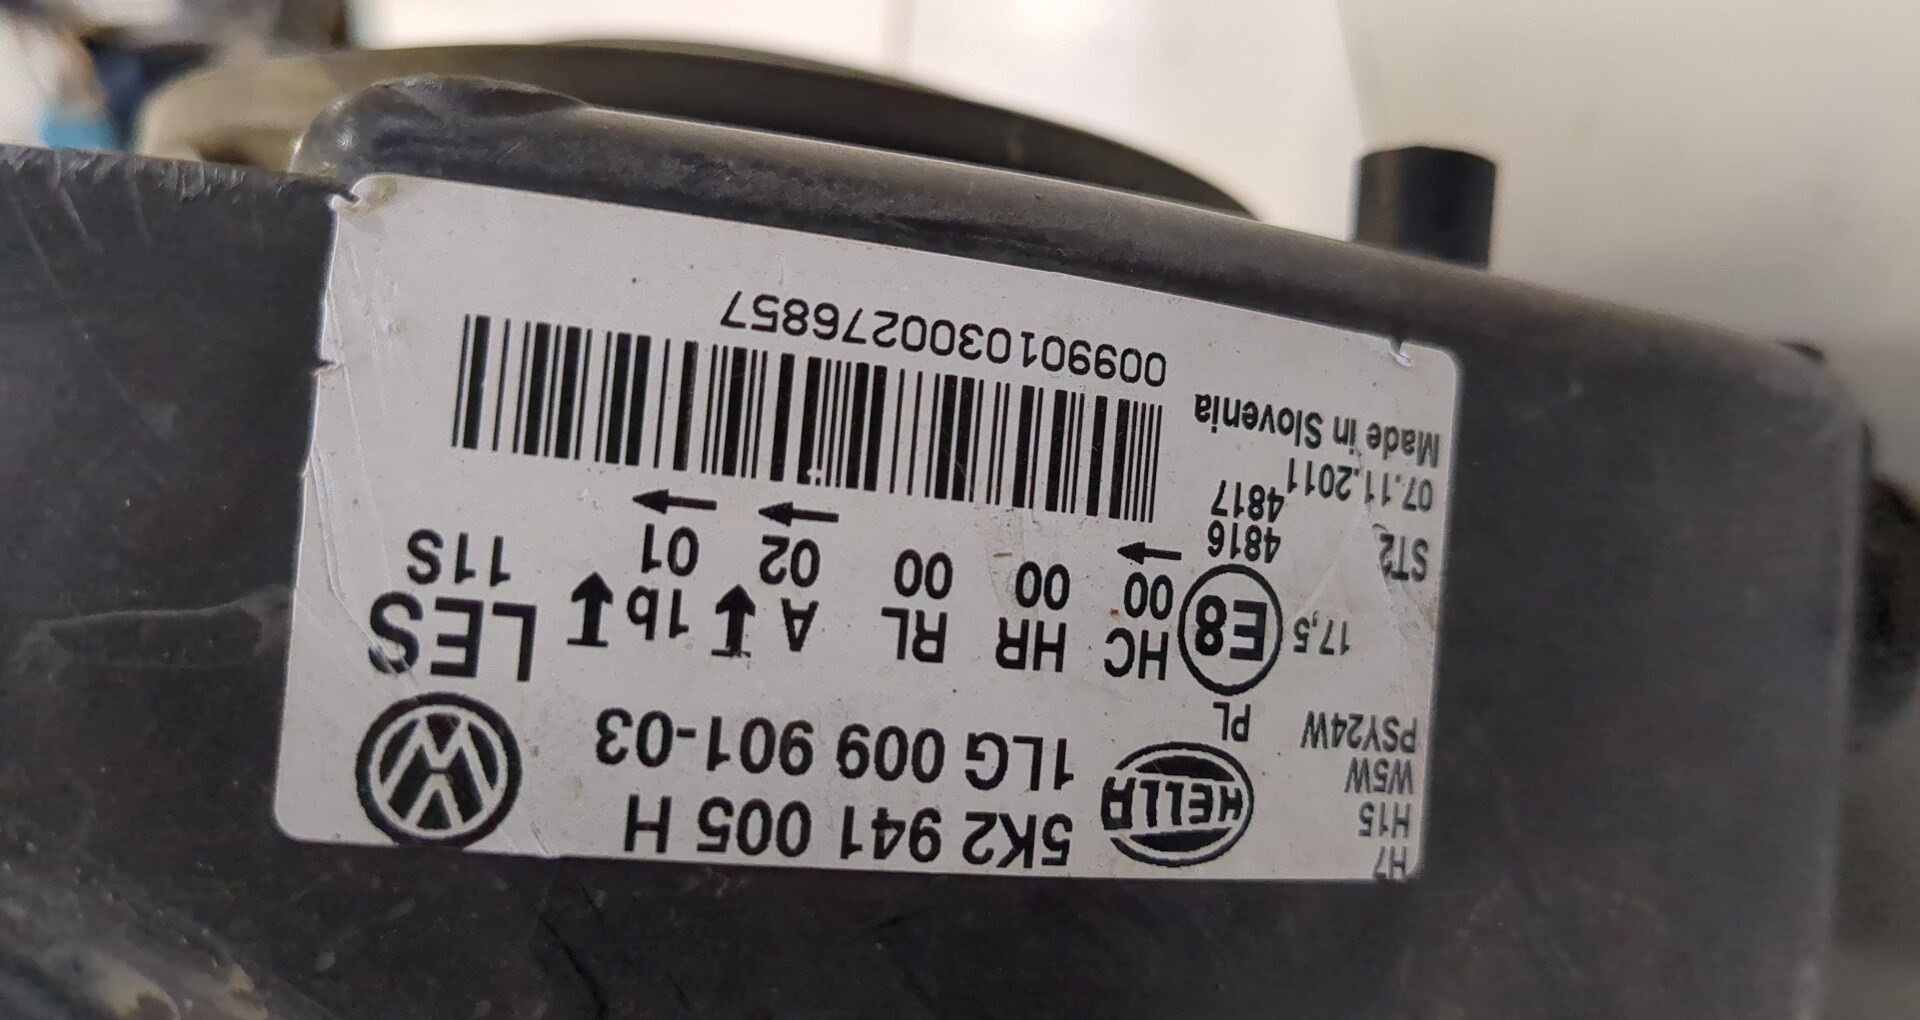 H7
H15
W5W
PSY24W
HELLA
5K2 941 005 H
1LG 009 901-03
PL
17,5
E8
HC HR RL A 1b LES
00 00 00 02 01 11S
ST2
4816
4817
07.11.2011
Made in Slovenia
0099010300276857